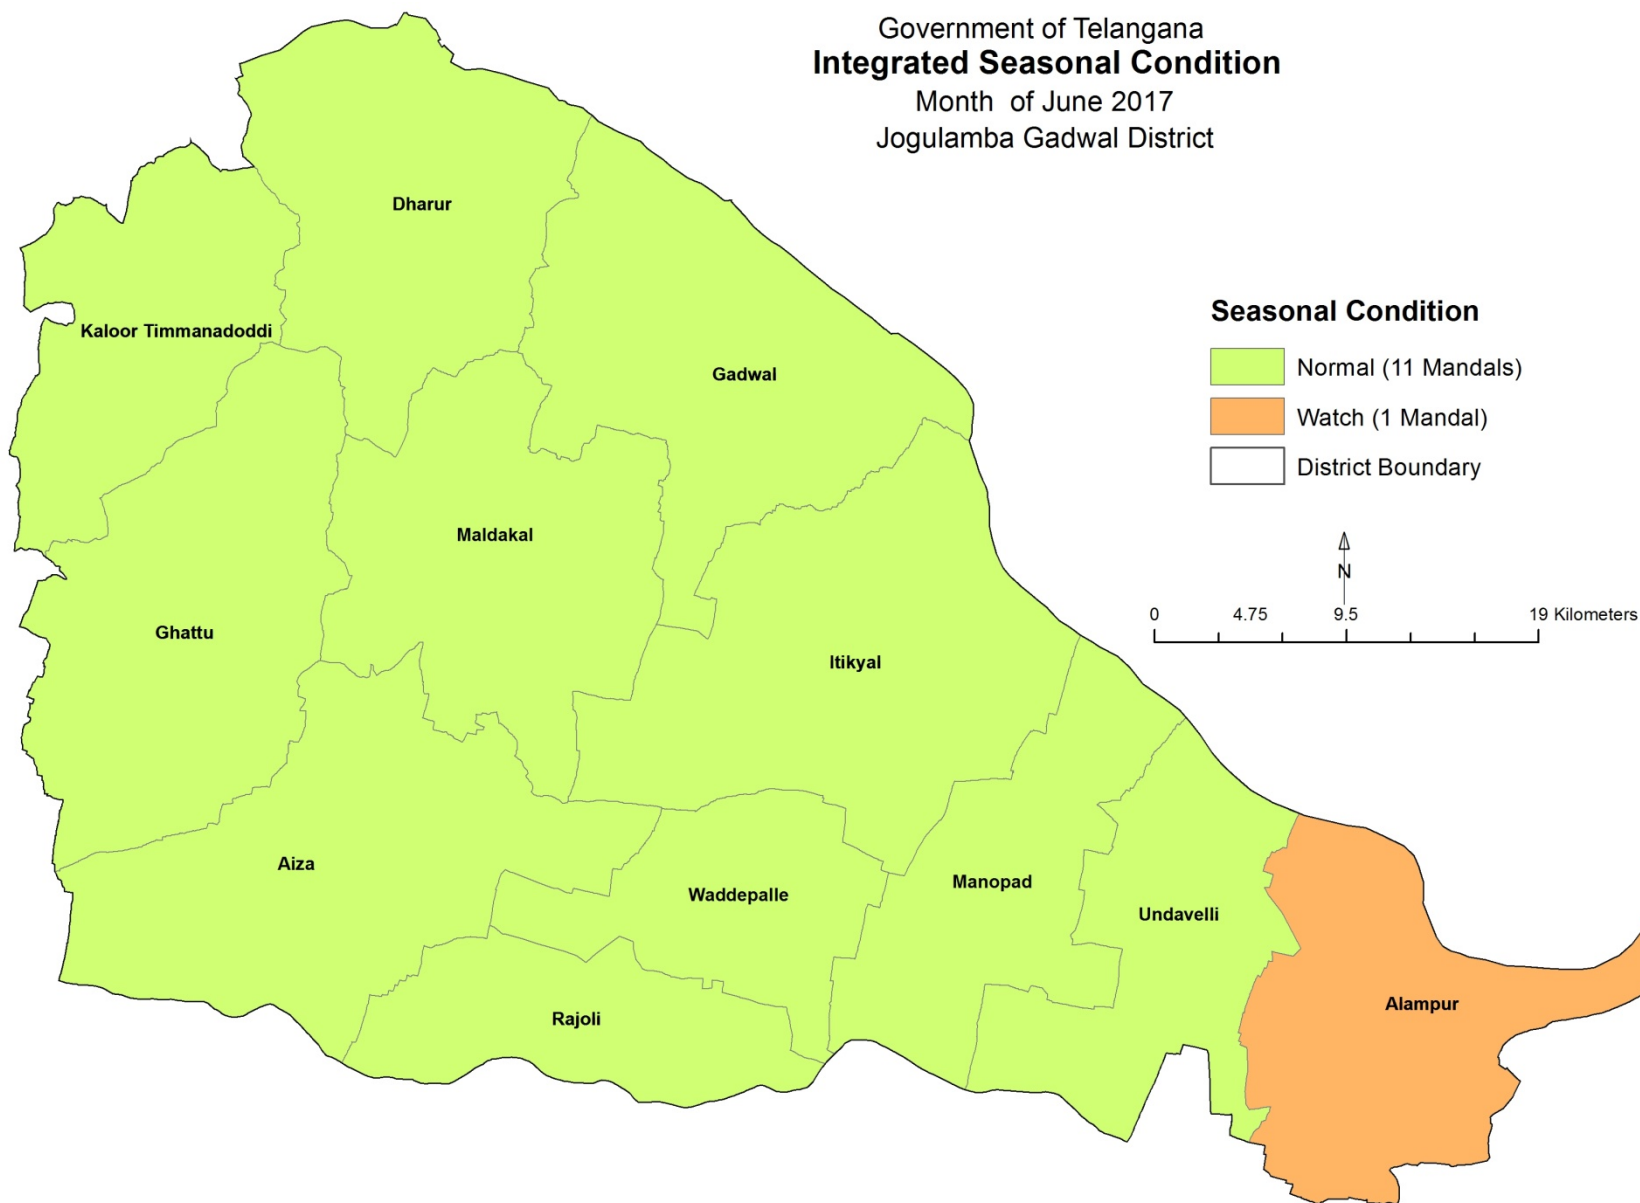 Government of Telangana
Integrated Seasonal Condition
Month of June 2017
Jogulamba Gadwal District
Dharur
Kaloor Timmanadoddi
Gadwal
Seasonal Condition
Normal (11 Mandals)
Watch (1 Mandal)
District Boundary
Maldakal
N
0 4.75 9.5 19 Kilometers
Ghattu
Itikyal
Aiza
Waddepalle
Manopad
Undavelli
Alampur
Rajoli